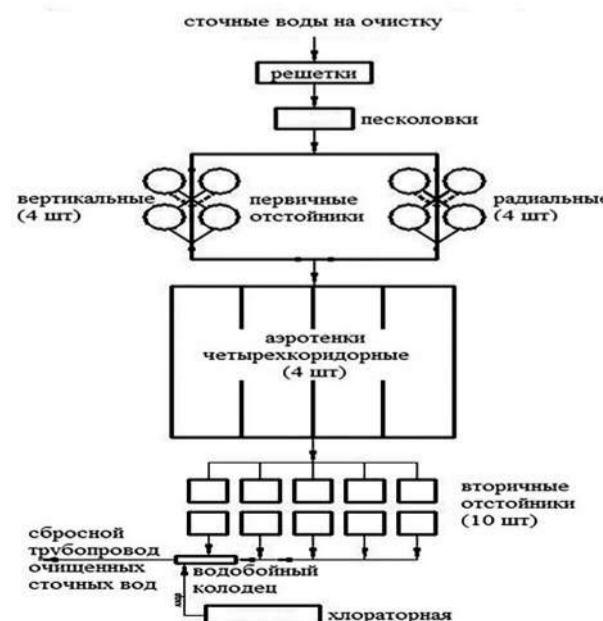 сточные воды на очистку
решетки
песколовки
вертикальные
(4 шт)
первичные
отстойники
радиальные
(4 шт)
аэротенки
четырехкоридорные
(4 шт)
вторичные
отстойники
(10 шт)
сбросной
трубопровод
очищенных
сточных вод
водобойный
колодец
хлораторная